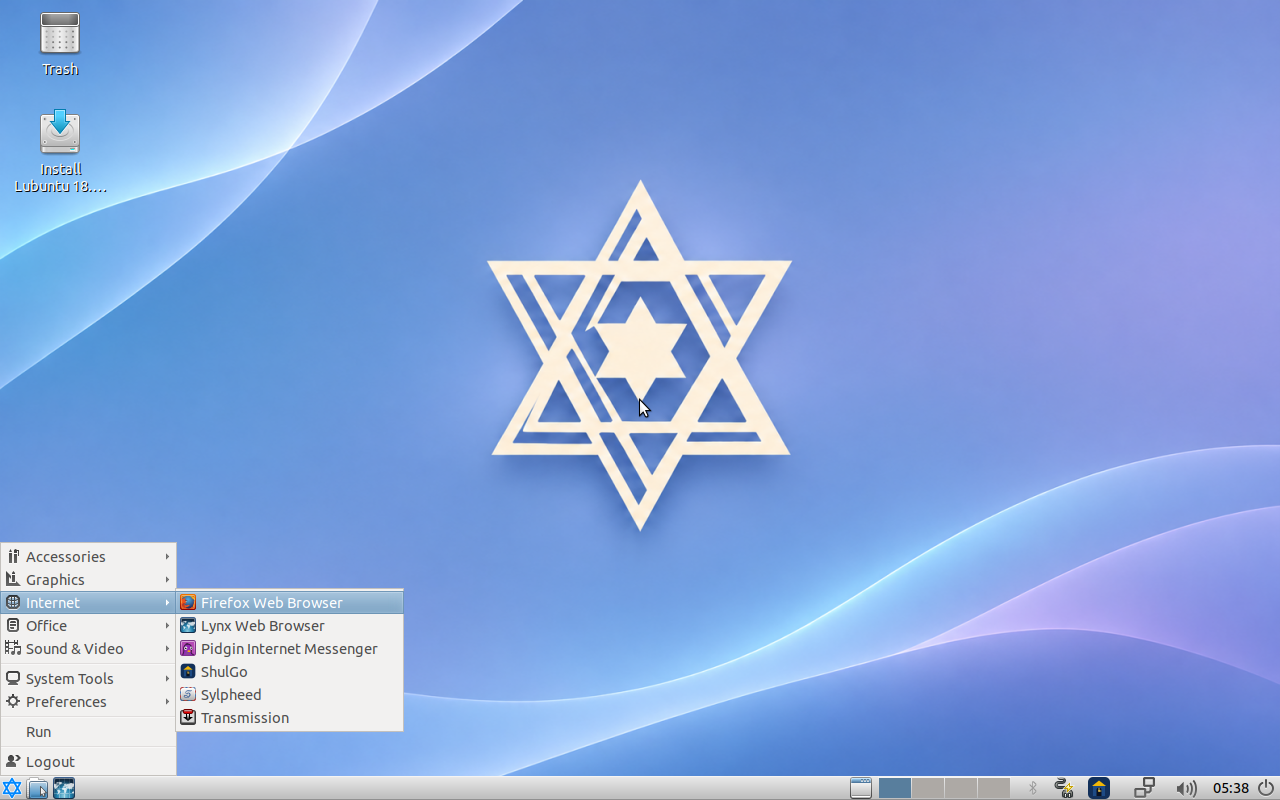 Trash
Install
Lubuntu 18....
Accessories
Graphics
Internet
Office
Sound & Video
System Tools
Preferences
Run
Logout
Firefox Web Browser
Lynx Web Browser
Pidgin Internet Messenger
ShulGo
Sylpheed
Transmission
05:38